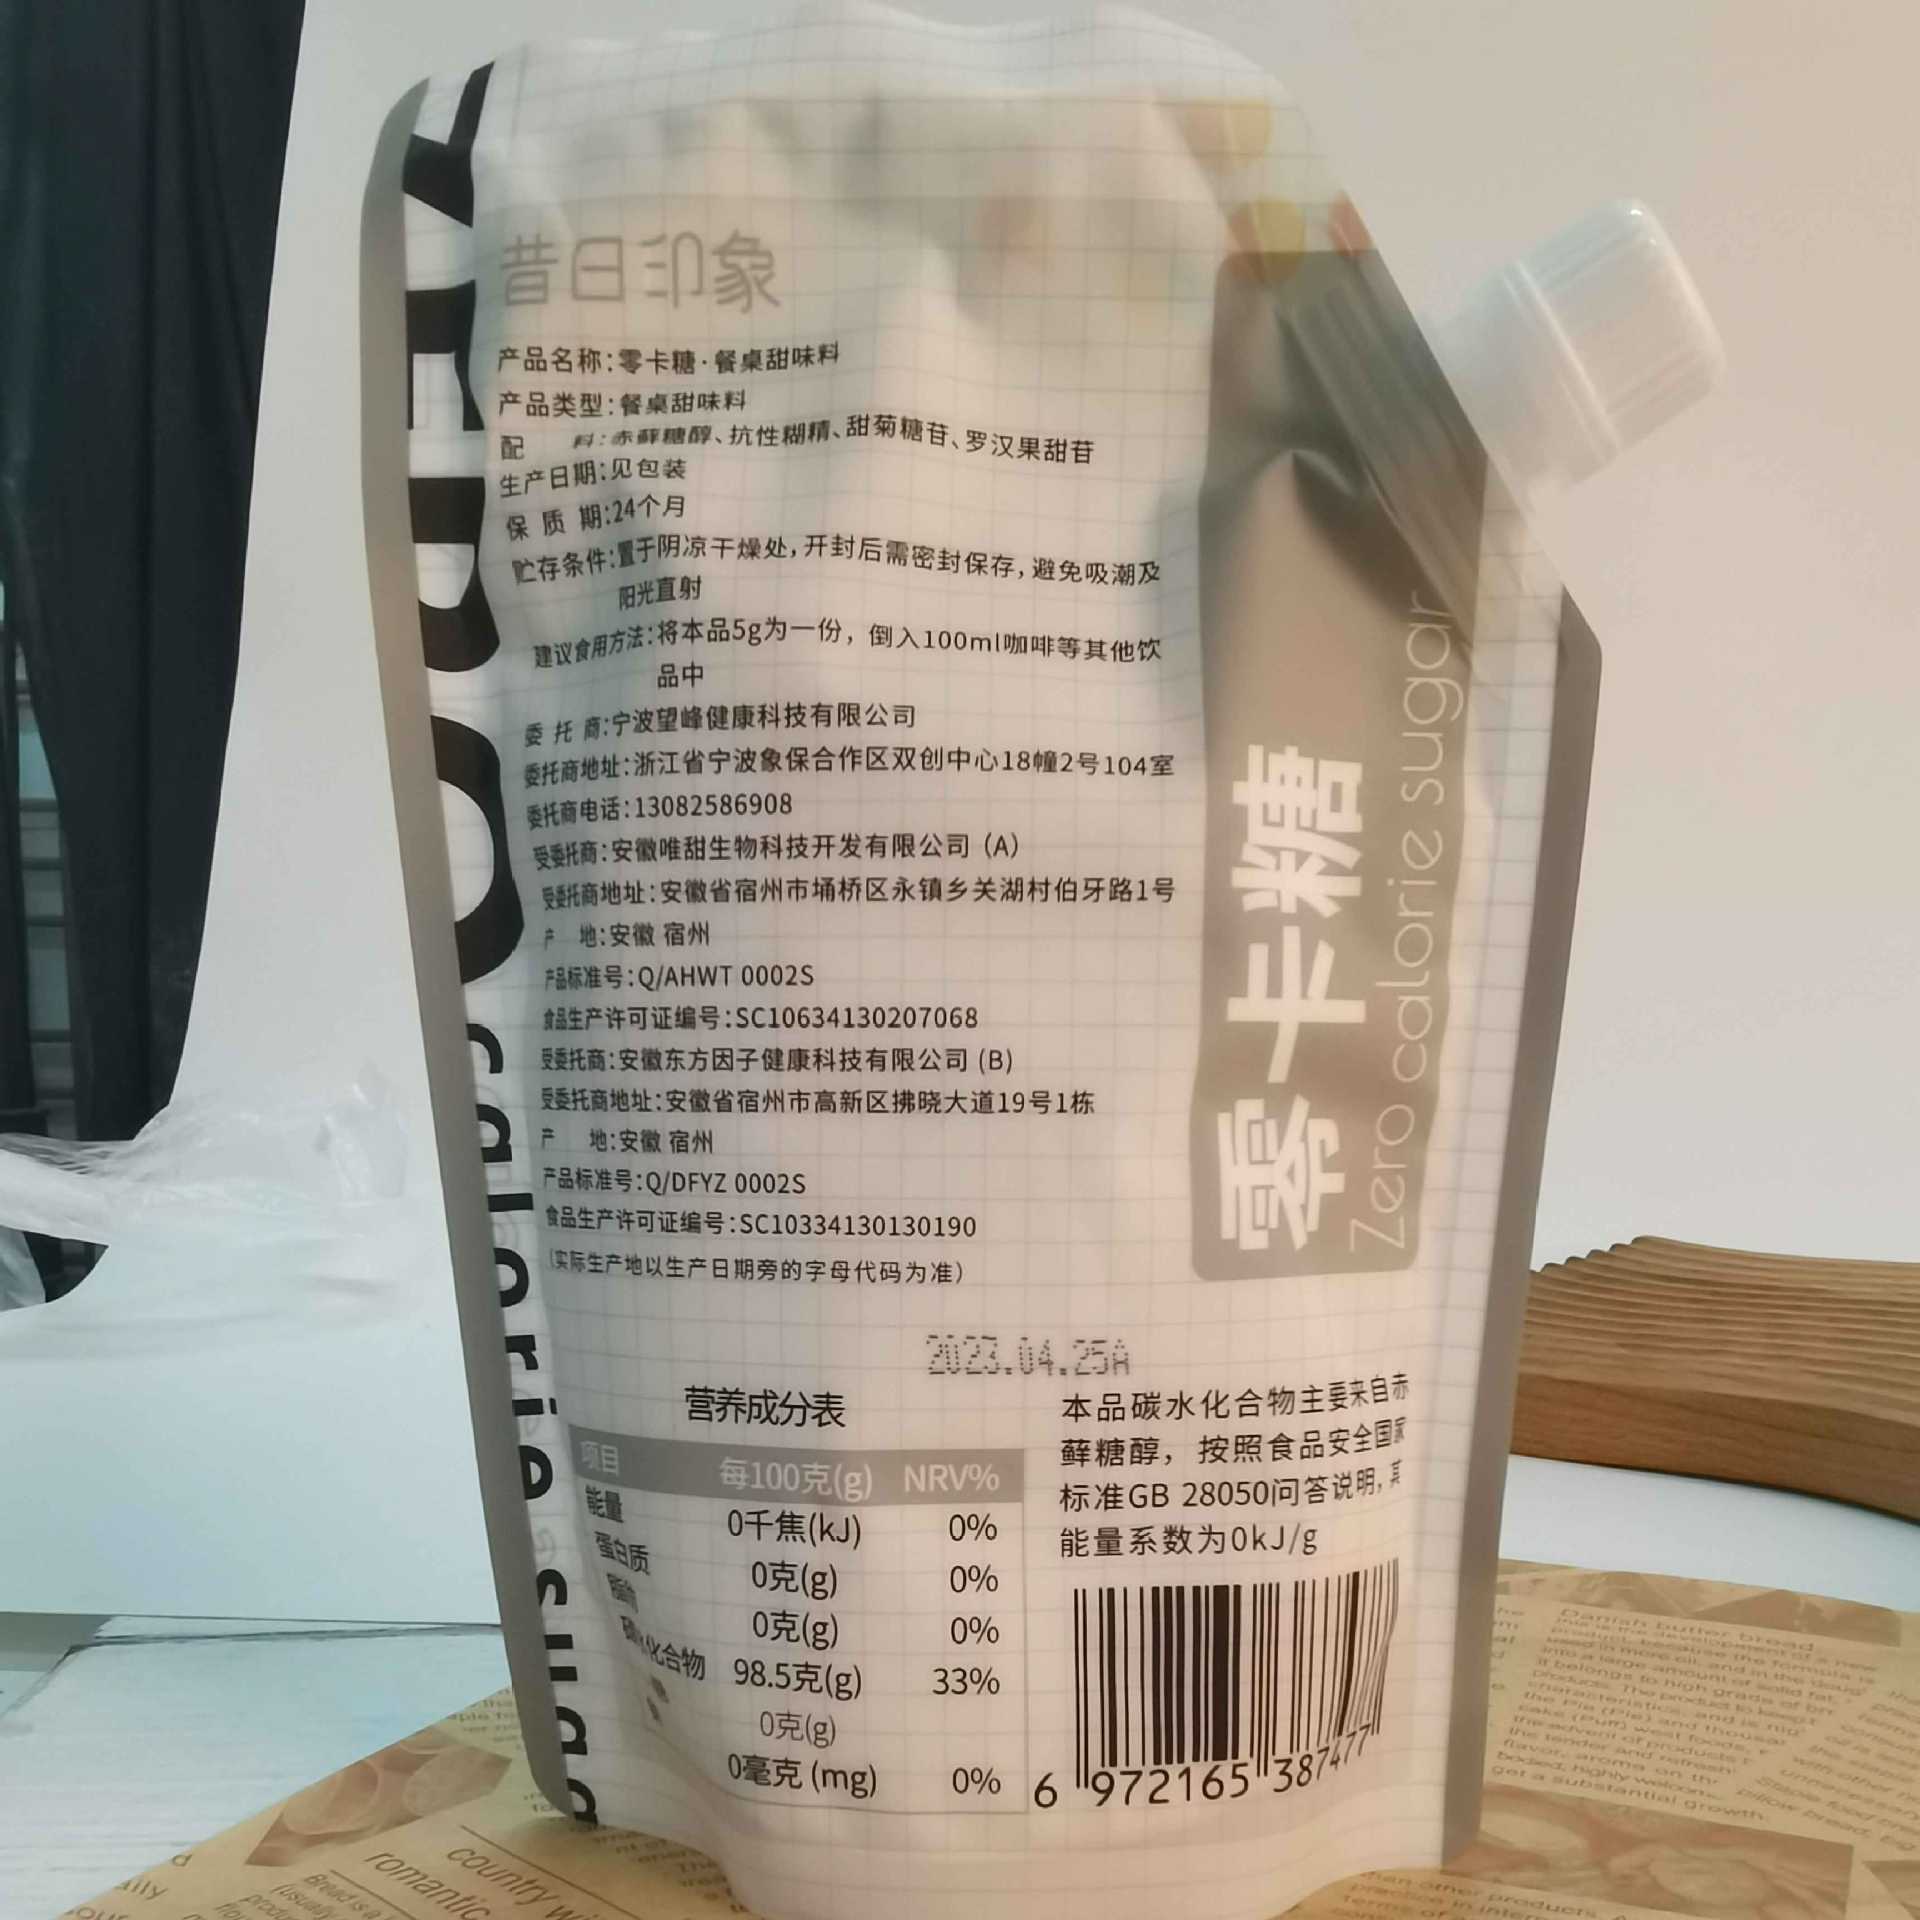 昔日印象
产品名称:零卡糖·餐桌甜味料
产品类型:餐桌甜味料
配 料:赤藓糖醇、抗性糊精、甜菊糖苷、罗汉果甜苷
生产日期:见包装
保 质 期:24个月
贮存条件:置于阴凉干燥处,开封后需密封保存,避免吸潮及
阳光直射
建议食用方法:将本品5g为一份，倒入100ml咖啡等其他饮
品中
委 托 商:宁波望峰健康科技有限公司
委托商地址:浙江省宁波象保合作区双创中心18幢2号104室
委托商电话:13082586908
受委托商:安徽唯甜生物科技开发有限公司（A）
受委托商地址:安徽省宿州市埇桥区永镇乡关湖村伯牙路1号
产 地:安徽 宿州
产品标准号:Q/AHWT 0002S
食品生产许可证编号:SC10634130207068
受委托商:安徽东方因子健康科技有限公司 (B)
受委托商地址:安徽省宿州市高新区拂晓大道19号1栋
产 地:安徽 宿州
产品标准号:Q/DFYZ 0002S
食品生产许可证编号:SC10334130130190
（实际生产地以生产日期旁的字母代码为准）
2023.04.25A
营养成分表
项目 每100克(g) NRV%
能量 0千焦(kJ) 0%
蛋白质 0克(g) 0%
脂肪 0克(g) 0%
碳水化合物 98.5克(g) 33%
0克(g)
0毫克 (mg) 0%
本品碳水化合物主要来自赤
藓糖醇，按照食品安全国家
标准GB 28050问答说明,其
能量系数为0kJ/g
6 972165 387477
零卡糖
Zero calorie sugar
ZERO calorie suga
Danish butter bread
get a substantial growth.
country wi
romantic